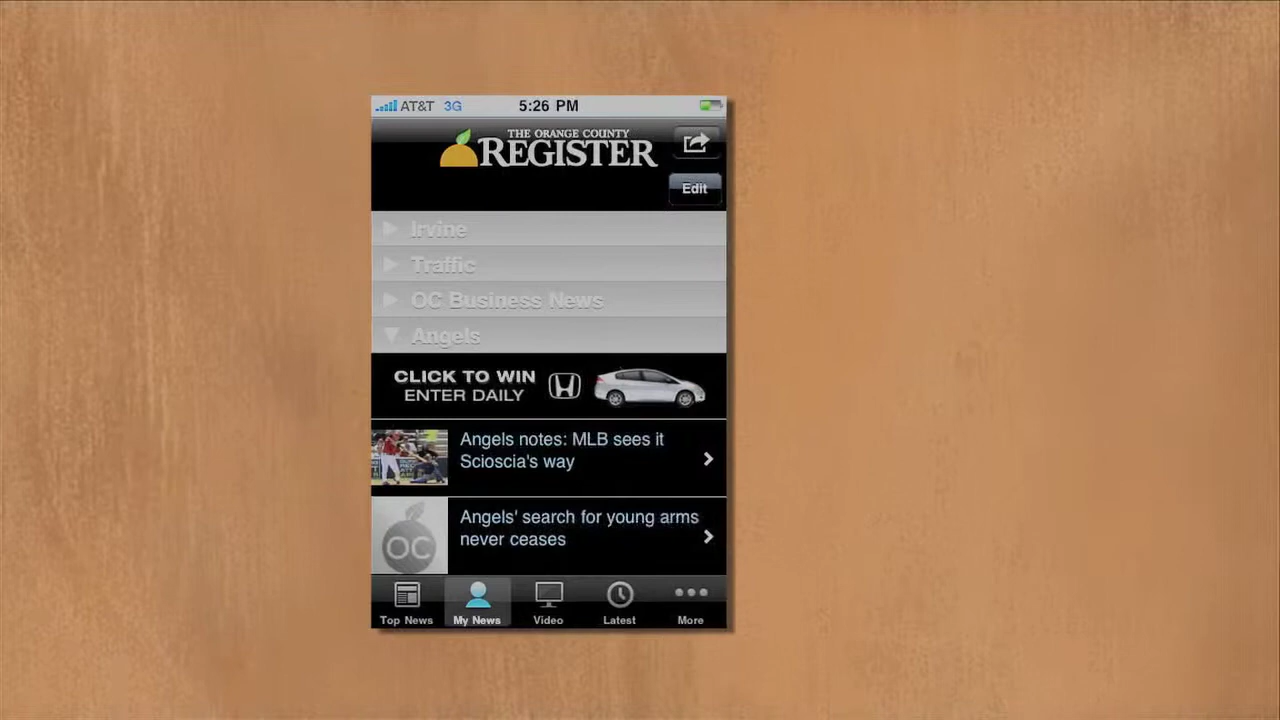 AT&T 3G 5:26 PM
THE ORANGE COUNTY
REGISTER
Edit
Irvine
Traffic
OC Business News
Angels
CLICK TO WIN
ENTER DAILY
Angels notes: MLB sees it
Scioscia's way
Angels' search for young arms
never ceases
OC
Top News My News Video Latest More